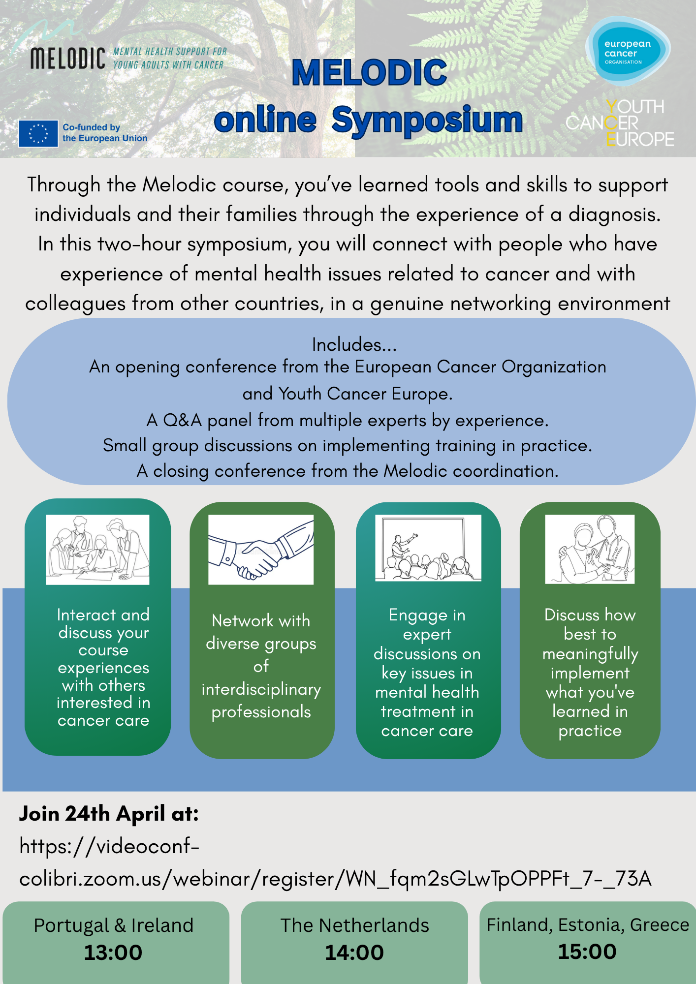 MELODIC MENTAL HEALTH SUPPORT FOR
YOUNG ADULTS WITH CANCER
european
cancer
ORGANISATION
MELODIC
online Symposium
Co-funded by
the European Union
YOUTH
CANCER
EUROPE
Through the Melodic course, you've learned tools and skills to support
individuals and their families through the experience of a diagnosis.
In this two-hour symposium, you will connect with people who have
experience of mental health issues related to cancer and with
colleagues from other countries, in a genuine networking environment
Includes...
An opening conference from the European Cancer Organization
and Youth Cancer Europe.
A Q&A panel from multiple experts by experience.
Small group discussions on implementing training in practice.
A closing conference from the Melodic coordination.
Interact and
discuss your
course
experiences
with others
interested in
cancer care
Network with
diverse groups
of
interdisciplinary
professionals
Engage in
expert
discussions on
key issues in
mental health
treatment in
cancer care
Discuss how
best to
meaningfully
implement
what you've
learned in
practice
Join 24th April at:
https://videoconf-
colibri.zoom.us/webinar/register/WN_fqm2sGLwTpOPPFt_7-_73A
Portugal & Ireland
13:00
The Netherlands
14:00
Finland, Estonia, Greece
15:00